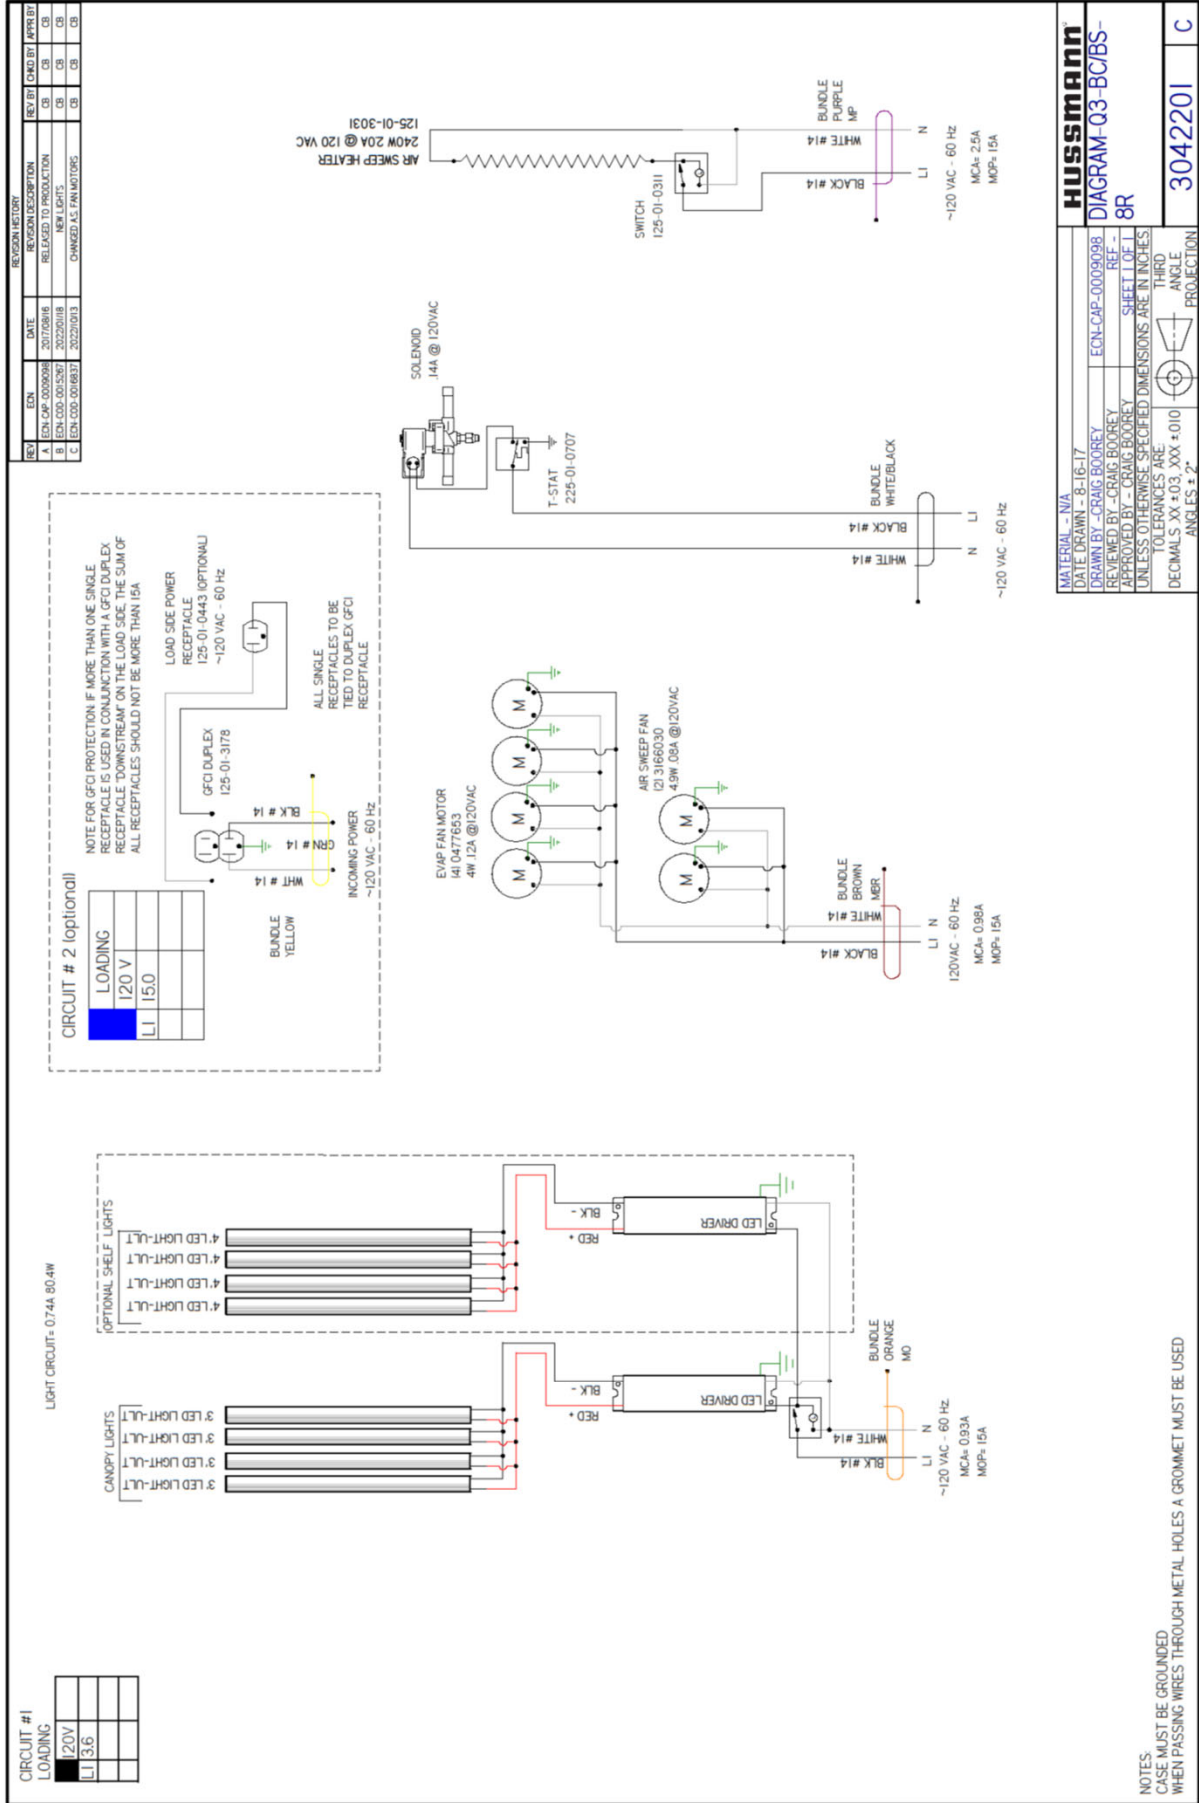 CIRCUIT #1
LOADING
120V
L1 3.6
LIGHT CIRCUIT= 0.74A 80.4W
CANOPY LIGHTS
3' LED LIGHT-ULT
3' LED LIGHT-ULT
3' LED LIGHT-ULT
3' LED LIGHT-ULT
OPTIONAL SHELF LIGHTS
4' LED LIGHT-ULT
4' LED LIGHT-ULT
4' LED LIGHT-ULT
4' LED LIGHT-ULT
RED +
BLK -
LED DRIVER
RED +
BLK -
LED DRIVER
BLK #14
WHITE #14
BUNDLE
ORANGE
MO
L1 N
~120 VAC - 60 Hz.
MCA= 0.93A
MOP= 15A
CIRCUIT # 2 (optional)
LOADING
120 V
L1 15.0
NOTE: FOR GFCI PROTECTION: IF MORE THAN ONE SINGLE
RECEPTACLE IS USED IN CONJUNCTION WITH A GFCI DUPLEX
RECEPTACLE "DOWNSTREAM" ON THE LOAD SIDE, THE SUM OF
ALL RECEPTACLES SHOULD NOT BE MORE THAN 15A
GFCI DUPLEX
125-01-3178
LOAD SIDE POWER
RECEPTACLE
125-01-0443 (OPTIONAL)
~120 VAC - 60 Hz
BUNDLE
YELLOW
WHT # 14
GRN # 14
BLK # 14
INCOMING POWER
~120 VAC - 60 Hz
ALL SINGLE
RECEPTACLES TO BE
TIED TO DUPLEX GFCI
RECEPTACLE
EVAP FAN MOTOR
(4) 0477653
4W .12A @120VAC
M
M
M
M
AIR SWEEP FAN
(2) 3166030
4.9W .08A @120VAC
M
M
BLACK #14
WHITE #14
BUNDLE
BROWN
MBR
L1 N
120VAC - 60 Hz.
MCA= 0.98A
MOP= 15A
SOLENOID
.14A @ 120VAC
T-STAT
225-01-0707
WHITE #14
BLACK #14
BUNDLE
WHITE/BLACK
N L1
~120 VAC - 60 Hz
AIR SWEEP HEATER
240W 20A @ 120 VAC
125-01-3031
SWITCH
125-01-0311
BLACK #14
WHITE #14
BUNDLE
PURPLE
MP
L1 N
~120 VAC - 60 Hz
MCA= 2.5A
MOP= 15A
REVISION HISTORY
REV ECN DATE REVISION DESCRIPTION REV BY CHKD BY APPR BY
A ECN-CAP-0009098 2017/08/16 RELEASED TO PRODUCTION CB CB CB
B ECN-COD-0015267 2022/01/18 NEW LIGHTS CB CB CB
C ECN-COD-0016837 2022/10/13 CHANGED A.S. FAN MOTORS CB CB CB
NOTES:
CASE MUST BE GROUNDED
WHEN PASSING WIRES THROUGH METAL HOLES A GROMMET MUST BE USED
MATERIAL - N/A
DATE DRAWN - 8-16-17
DRAWN BY -CRAIG BOOREY ECN-CAP-0009098
REVIEWED BY -CRAIG BOOREY REF -
APPROVED BY - CRAIG BOOREY SHEET 1 OF 1
UNLESS OTHERWISE SPECIFIED DIMENSIONS ARE IN INCHES.
TOLERANCES ARE:
DECIMALS .XX ±.03, .XXX ±.010
ANGLES ± 2°
THIRD
ANGLE
PROJECTION
HUSSMANN
DIAGRAM-Q3-BC/BS-
8R
3042201 C